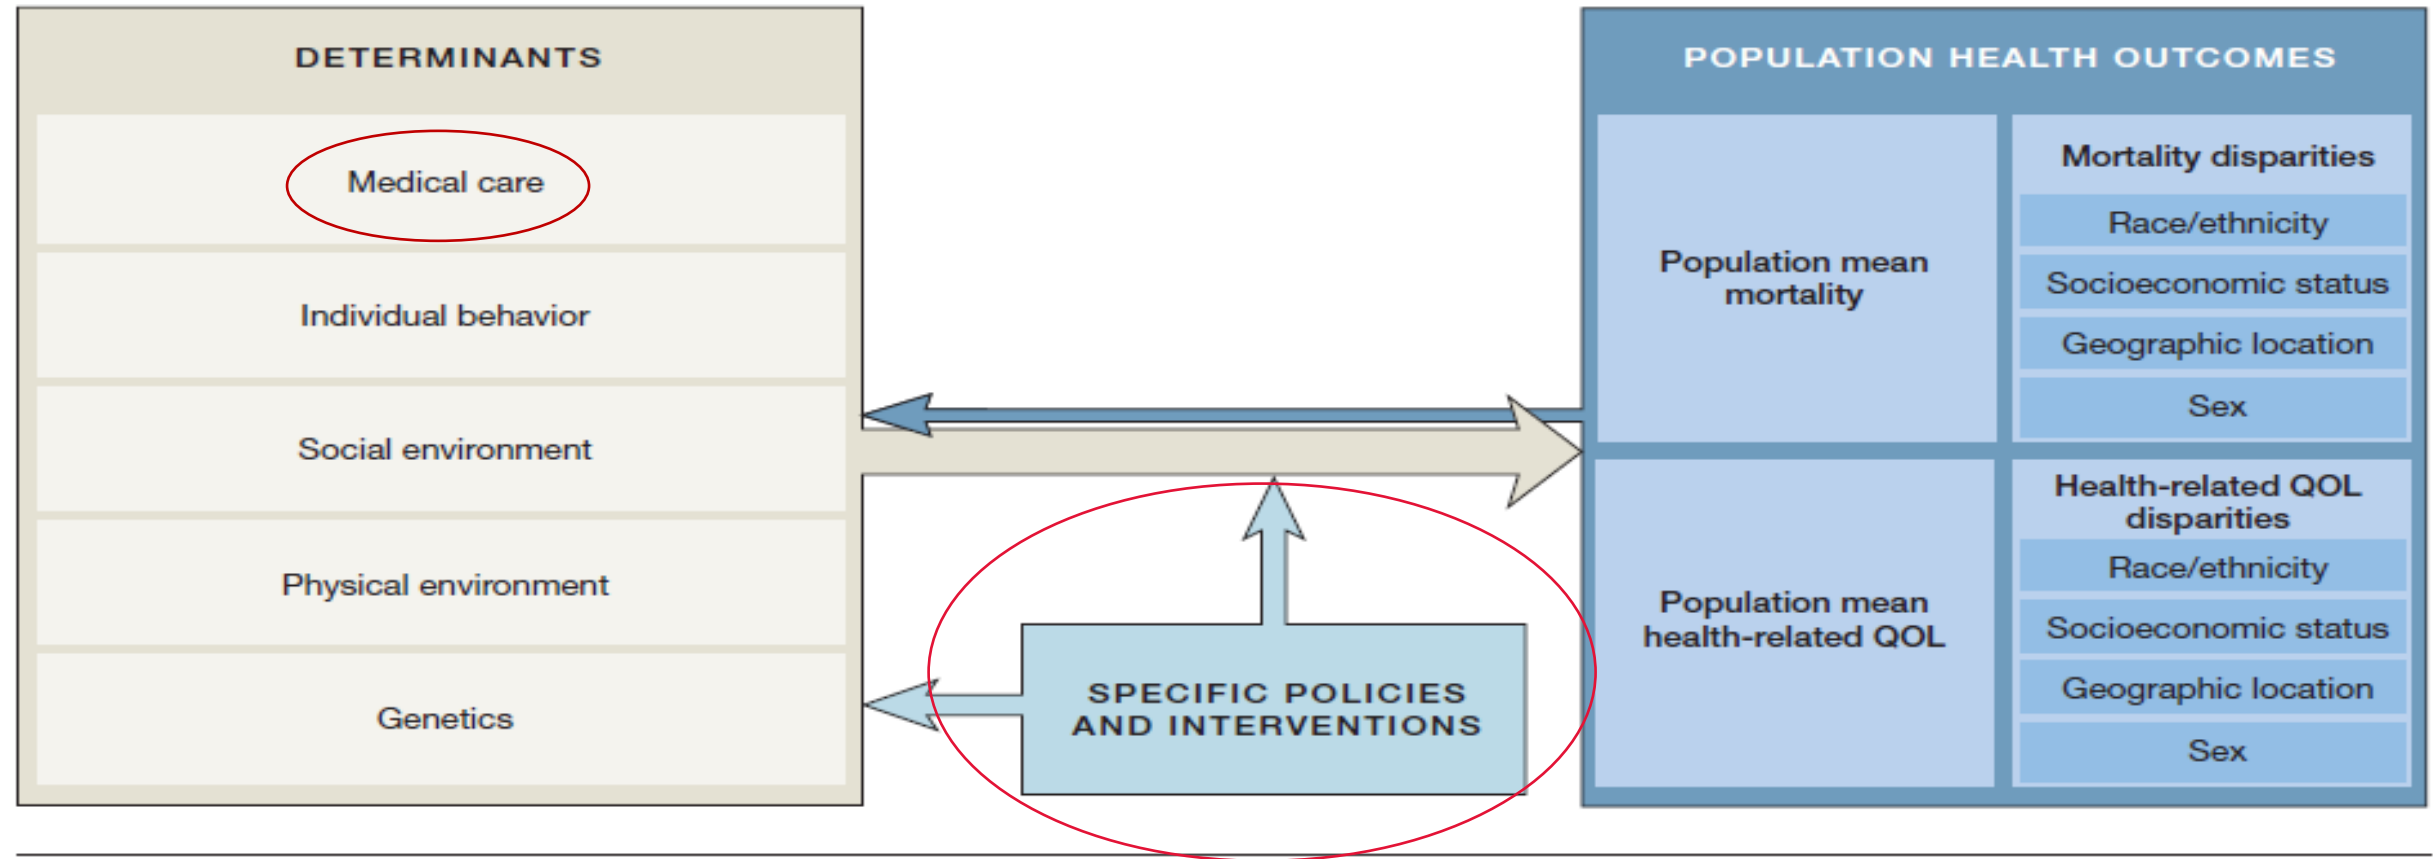 DETERMINANTS
Medical care
Individual behavior
Social environment
Physical environment
Genetics
SPECIFIC POLICIES
AND INTERVENTIONS
POPULATION HEALTH OUTCOMES
Population mean
mortality
Mortality disparities
Race/ethnicity
Socioeconomic status
Geographic location
Sex
Population mean
health-related QOL
Health-related QOL
disparities
Race/ethnicity
Socioeconomic status
Geographic location
Sex